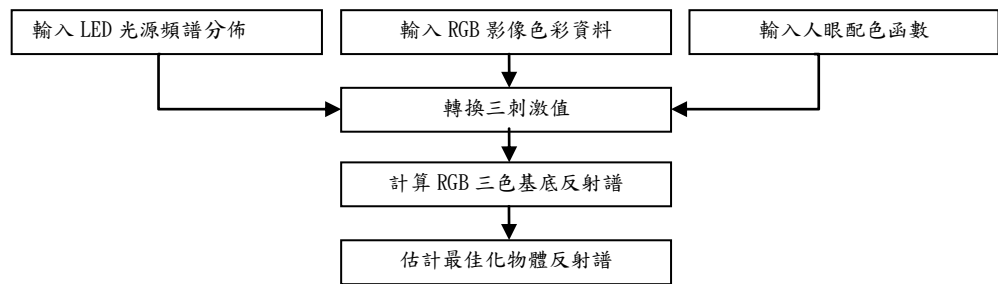 輸入 LED 光源頻譜分佈
輸入 RGB 影像色彩資料
輸入人眼配色函數
轉換三刺激值
計算 RGB 三色基底反射譜
估計最佳化物體反射譜